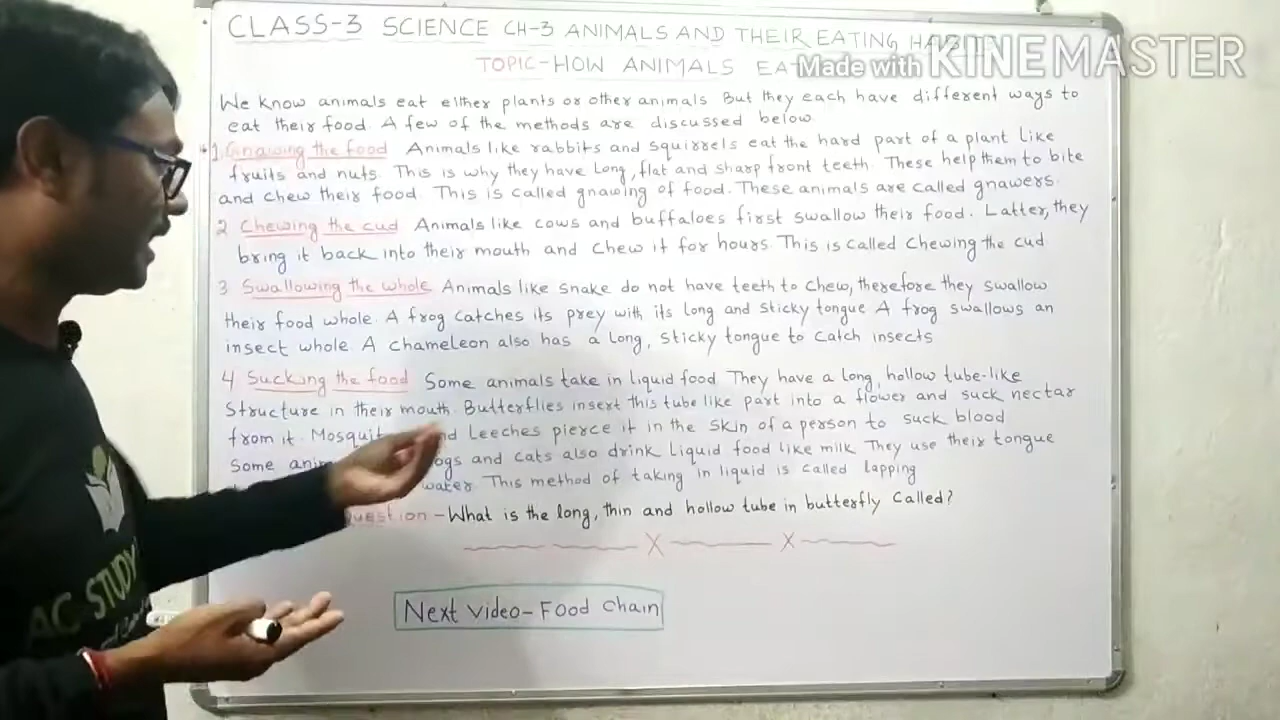 CLASS-3 SCIENCE CH-3 ANIMALS AND THEIR EATING
TOPIC-HOW ANIMALS EA
Made with KINEMASTER
We know animals eat either plants or other animals But they each have different ways to
eat their food. A few of the methods are discussed below
1 Gnawing the food Animals like rabbits and squirrels eat the hard part of a plant like
fruits and nuts. This is why they have Long, flat and sharp front teeth. These help them to bite
and chew their food. This is called gnawing of food. These animals are called gnawers.
2 Chewing the cud Animals like cows and buffaloes first swallow their food. Latter, they
bring it back into their mouth and chew it for hours. This is called Chewing the cud
3 Swallowing the whole Animals like snake do not have teeth to chew, therefore they swallow
their food whole. A frog catches its prey with its long and sticky tongue A frog swallows an
insect whole A chameleon also has a long, sticky tongue to catch insects
4 Sucking the food Some animals take in liquid food. They have a long, hollow tube-like
structure in their mouth. Butterflies insert this tube like part into a flower and suck nectar
from it. Mosquit nd Leeches pierce it in the skin of a person to suck blood
Some anim ogs and cats also drink liquid food like milk They use their tongue
water. This method of taking in liquid is called lapping
uestion - What is the long, thin and hollow tube in butterfly called?
X X
Next Video - Food Chain
AC STUDY